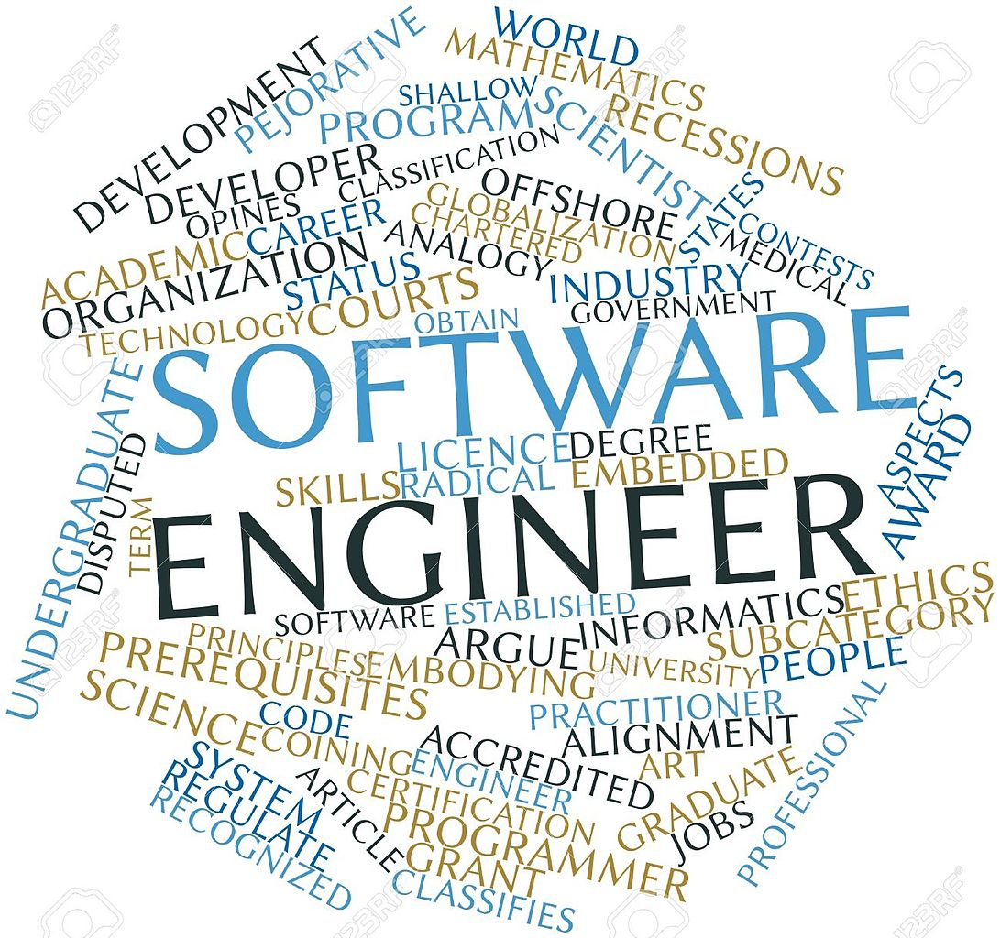 WORLD
MATHEMATICS
DEVELOPMENT
PEJORATIVE
SHALLOW
PROGRAM
SCIENTIST
RECESSIONS
DEVELOPER
CLASSIFICATION
OPINES
OFFSHORE
STATES
GLOBALIZATION
CHARTERED
CONTESTS
MEDICAL
ACADEMIC
CAREER
ORGANIZATION
ANALOGY
STATUS
INDUSTRY
GOVERNMENT
TECHNOLOGY
COURTS
OBTAIN
SOFTWARE
UNDERGRADUATE
DISPUTED
TERM
LICENCE
DEGREE
SKILLS
RADICAL
EMBEDDED
ASPECTS
AWARD
ENGINEER
SOFTWARE
ESTABLISHED
INFORMATICS
ETHICS
SUBCATEGORY
PRINCIPLES
ARGUE
PREREQUISITES
EMBODYING
UNIVERSITY
PEOPLE
SCIENCE
CODE
PRACTITIONER
COINING
ACCREDITED
ALIGNMENT
PROFESSIONAL
SYSTEM
ENGINEER
ART
REGULATE
ARTICLE
CERTIFICATION
GRADUATE
RECOGNIZED
PROGRAMMER
JOBS
GRANT
CLASSIFIES
123RF